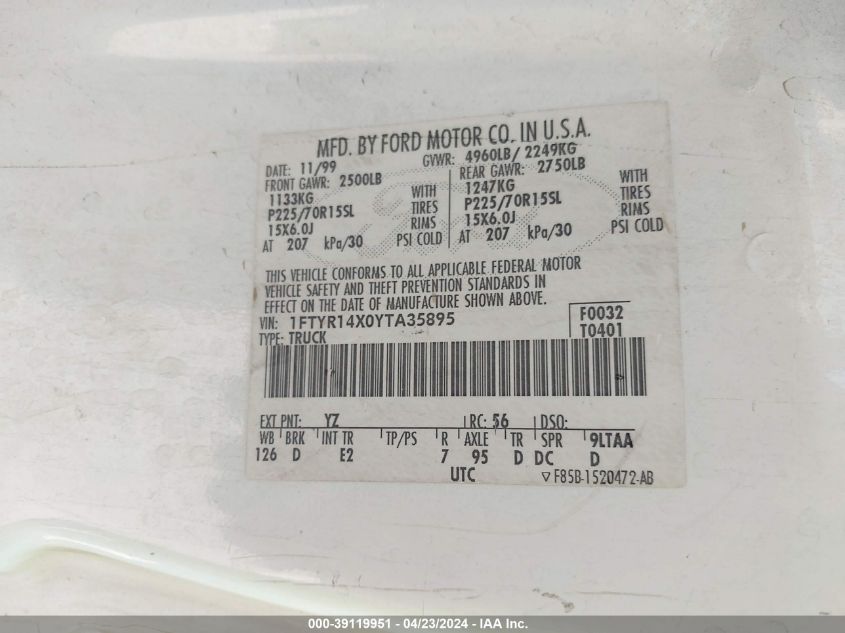 MFD. BY FORD MOTOR CO. IN U.S.A.
DATE: 11/99 GVWR: 4960LB/ 2249KG
FRONT GAWR: 2500LB REAR GAWR: 2750LB
1133KG WITH 1247KG WITH
P225/70R15SL TIRES P225/70R15SL TIRES
15X6.0J RIMS 15X6.0J RIMS
AT 207 kPa/30 PSI COLD AT 207 kPa/30 PSI COLD
THIS VEHICLE CONFORMS TO ALL APPLICABLE FEDERAL MOTOR
VEHICLE SAFETY AND THEFT PREVENTION STANDARDS IN
EFFECT ON THE DATE OF MANUFACTURE SHOWN ABOVE.
VIN: 1FTYR14X0YTA35895 F0032
TYPE: TRUCK T0401
EXT PNT: YZ RC: 56 DSO:
WB BRK INT TR TP/PS R AXLE TR SPR 9LTAA
126 D E2 7 95 D DC D
UTC ▽ F85B-1520472-AB
000-39119951 / 04/23/2024 - IAA Inc.